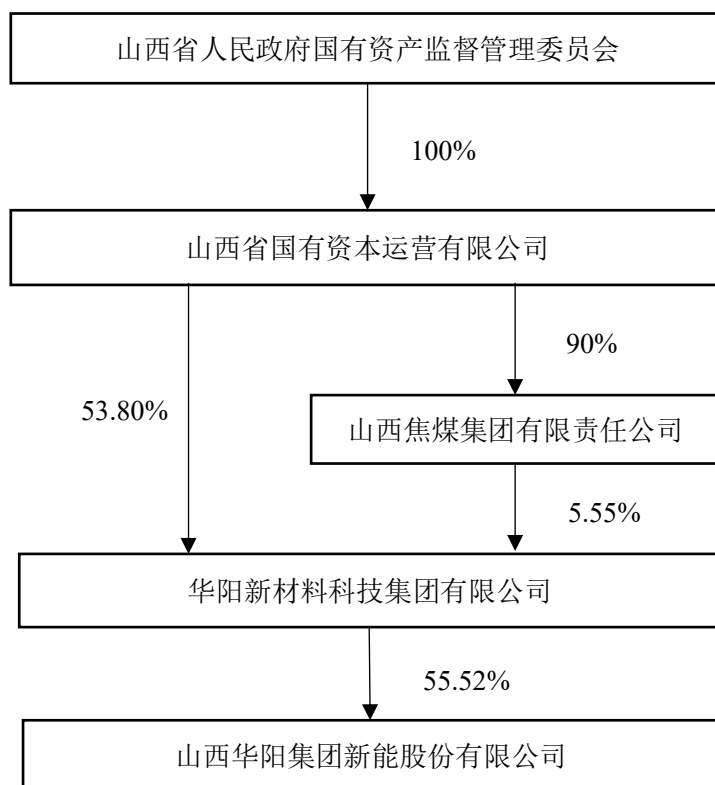 山西省人民政府国有资产监督管理委员会
100%
山西省国有资本运营有限公司
90%
53.80%
山西焦煤集团有限责任公司
5.55%
华阳新材料科技集团有限公司
55.52%
山西华阳集团新能股份有限公司